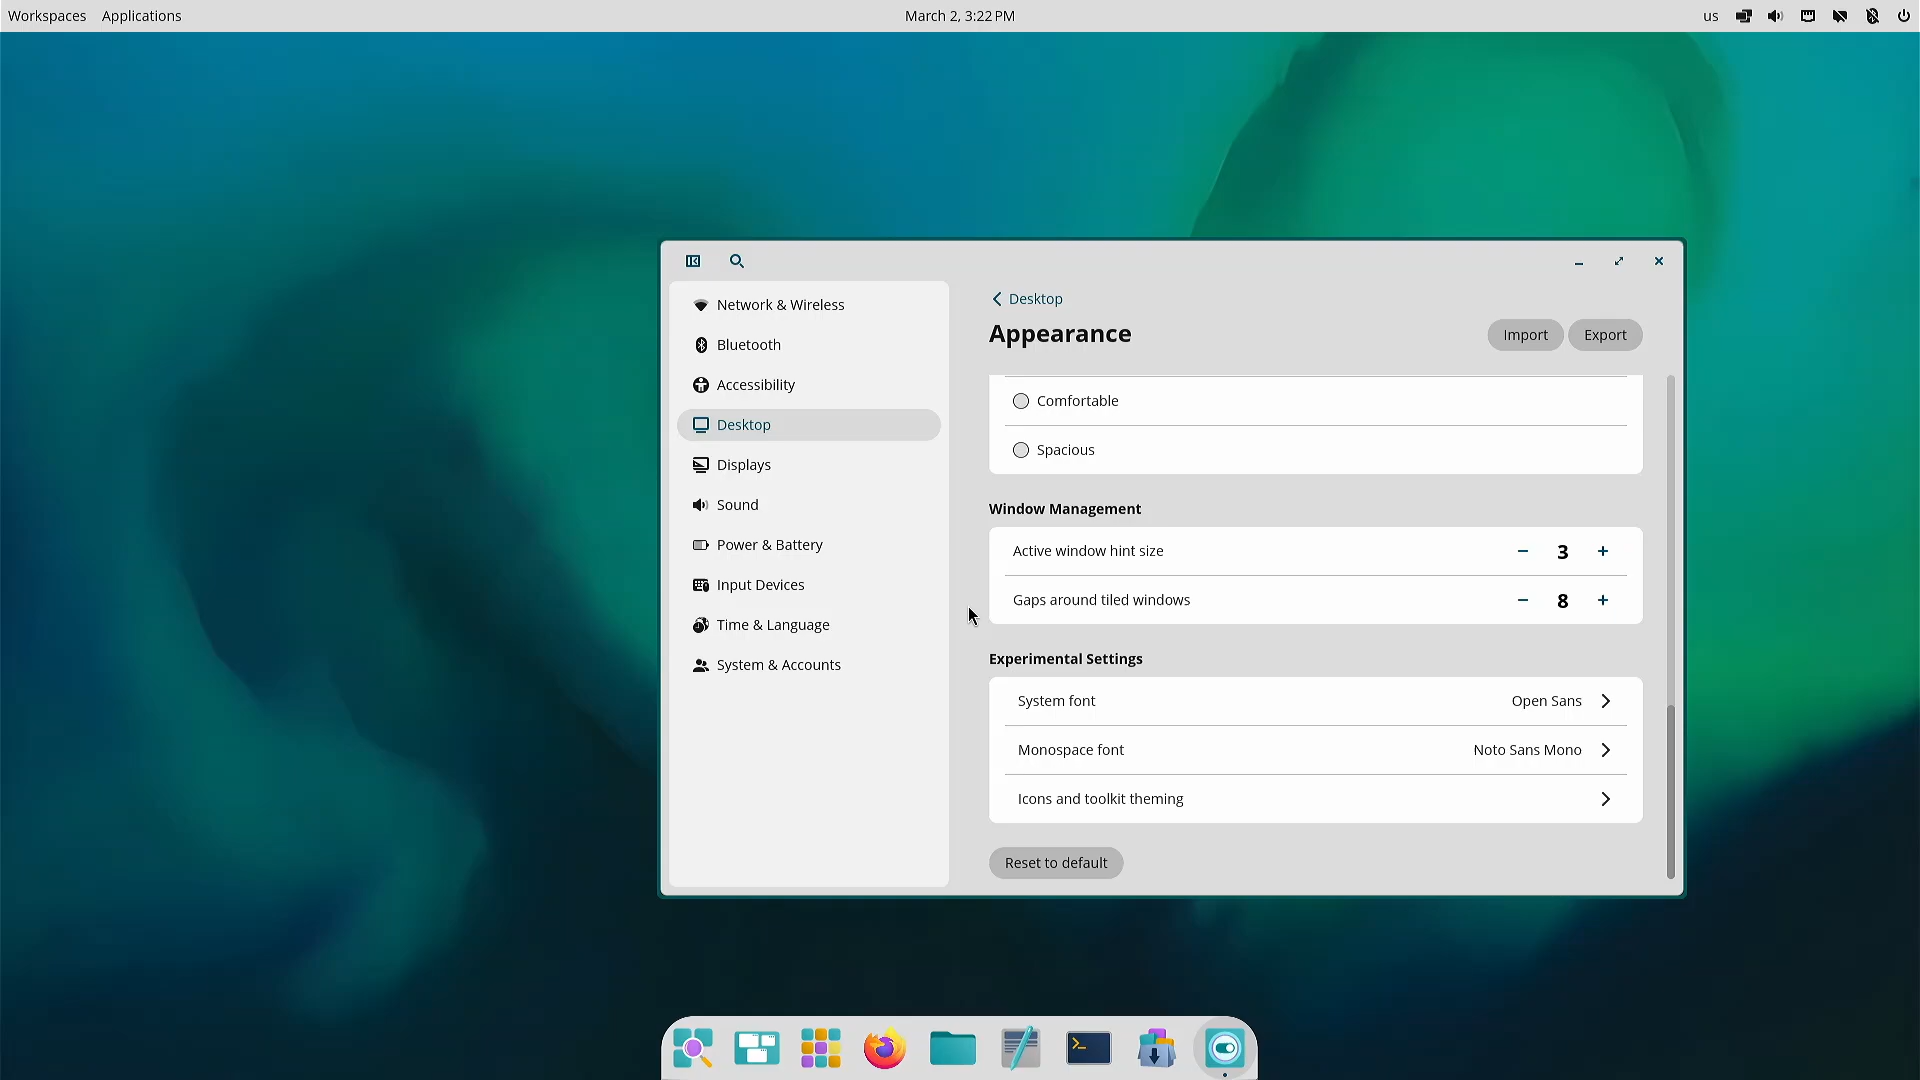 Workspaces Applications March 2, 3:22 PM us
Network & Wireless
Bluetooth
Accessibility
Desktop
Displays
Sound
Power & Battery
Input Devices
Time & Language
System & Accounts
Desktop
Appearance
Import Export
Comfortable
Spacious
Window Management
Active window hint size − 3 +
Gaps around tiled windows − 8 +
Experimental Settings
System font Open Sans
Monospace font Noto Sans Mono
Icons and toolkit theming
Reset to default